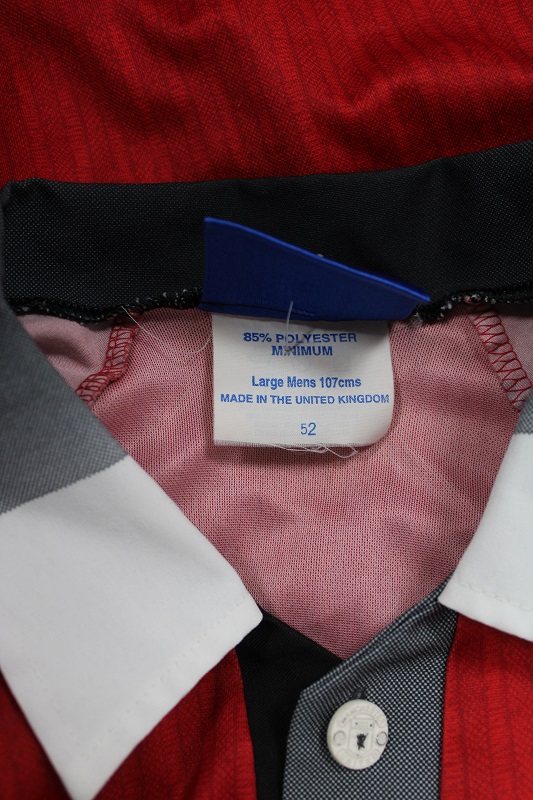 85% POLYESTER
MINIMUM
Large Mens 107cms
MADE IN THE UNITED KINGDOM
52